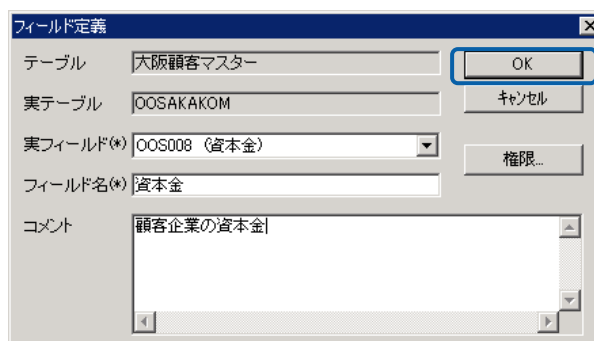 フィールド定義
テーブル 大阪顧客マスター OK
実テーブル OOSAKAKOM キャンセル
実フィールド(*) OOS008 (資本金) 権限...
フィールド名(*) 資本金
コメント 顧客企業の資本金